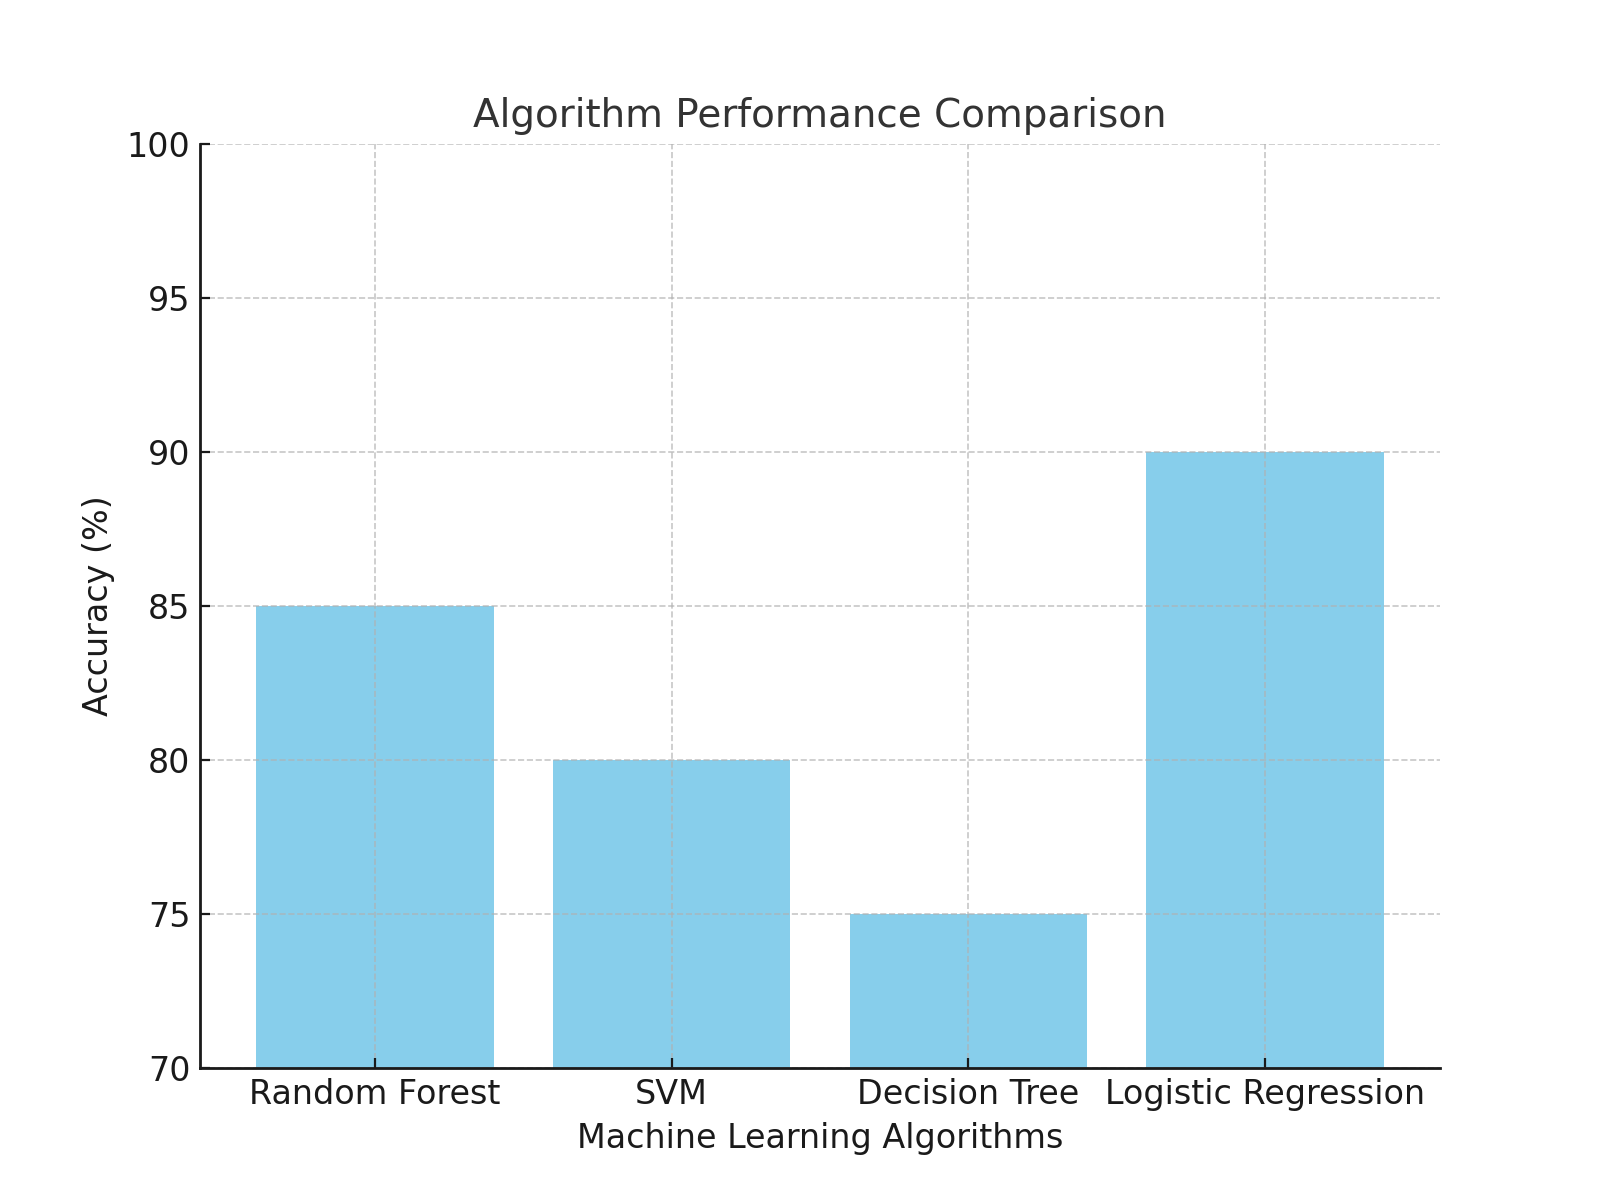 Algorithm Performance Comparison
100
95
90
85
80
75
70
Accuracy (%)
Random Forest SVM Decision Tree Logistic Regression
Machine Learning Algorithms